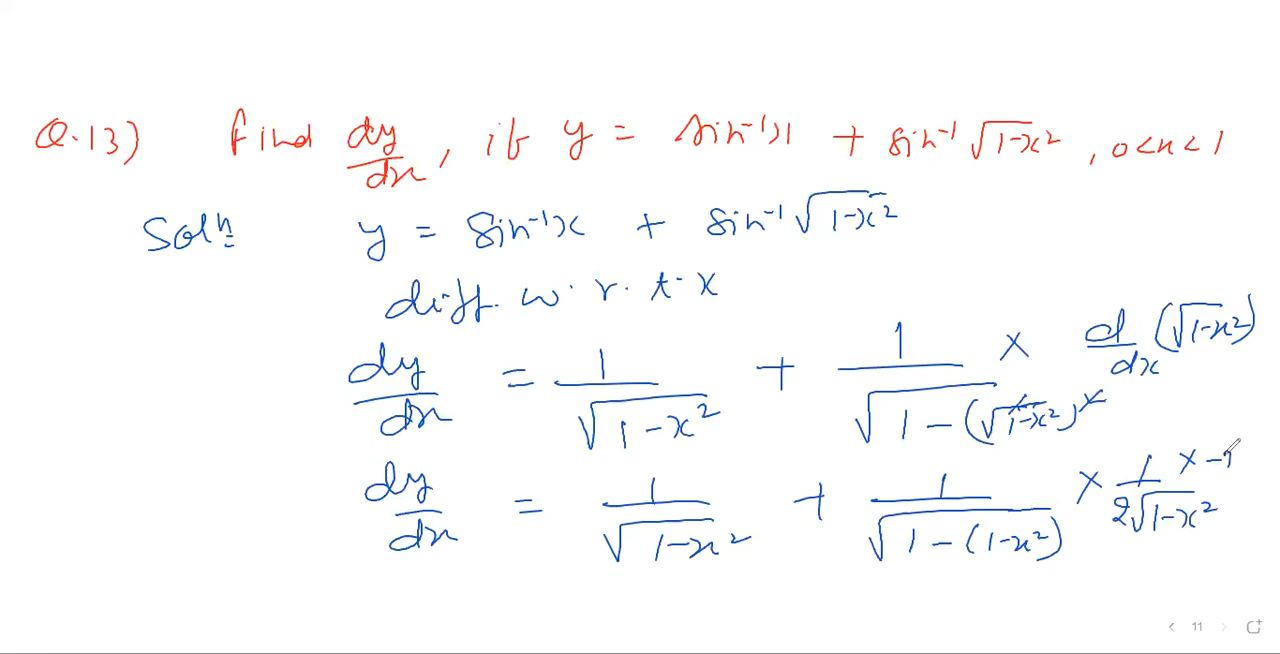 Q.13) Find dy/dx, if y = sin⁻¹x + sin⁻¹ √(1-x²) , 0<x<1
Solⁿ: y = sin⁻¹x + sin⁻¹ √(1-x²)
diff. w.r.t. x
dy/dx = 1/√(1-x²) + 1/√(1-(√(1-x²))²) × d/dx (√(1-x²))
dy/dx = 1/√(1-x²) + 1/√(1-(1-x²)) × 1/(2√(1-x²)) × -
< 11 >